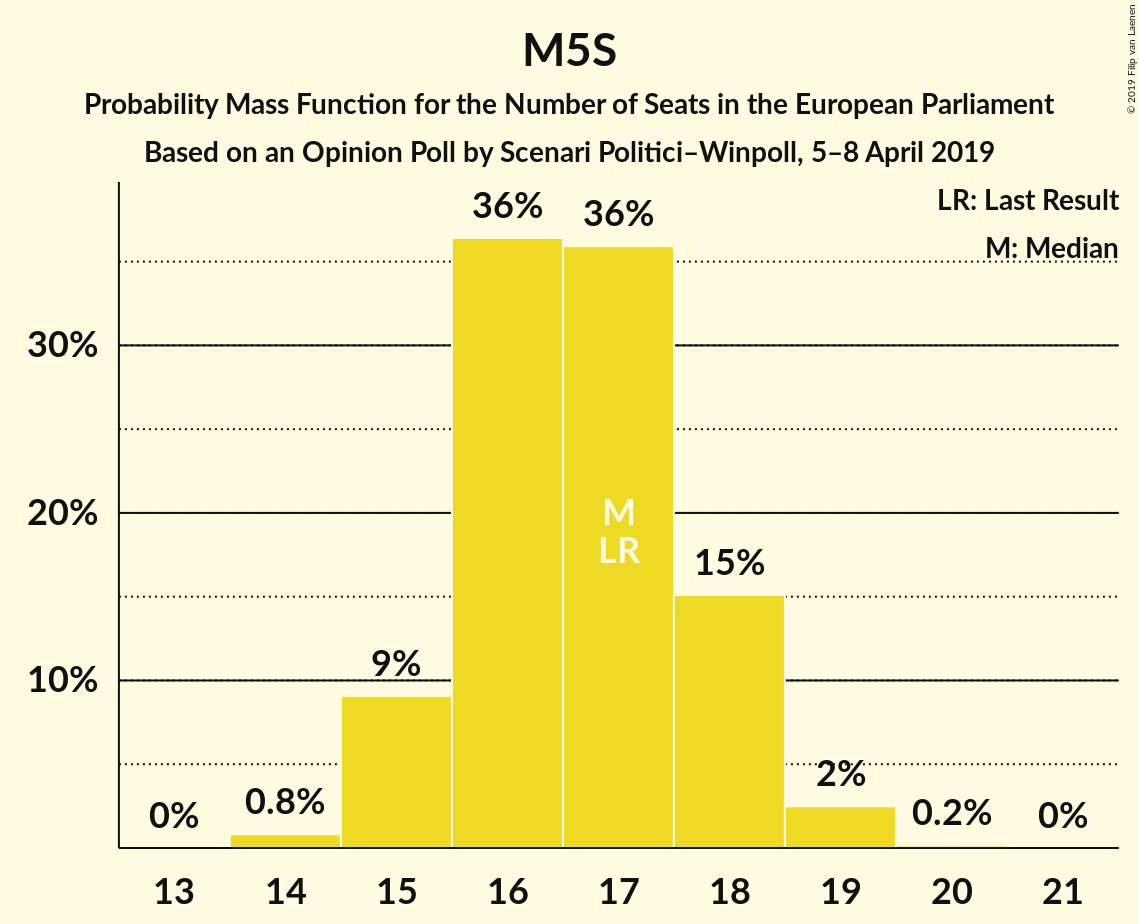 M5S
Probability Mass Function for the Number of Seats in the European Parliament
Based on an Opinion Poll by Scenari Politici–Winpoll, 5–8 April 2019
© 2019 Filip van Laenen
LR: Last Result
M: Median
36%
36%
30%
20%
M
LR
15%
9%
10%
2%
0%
0.8%
0.2%
0%
13 14 15 16 17 18 19 20 21